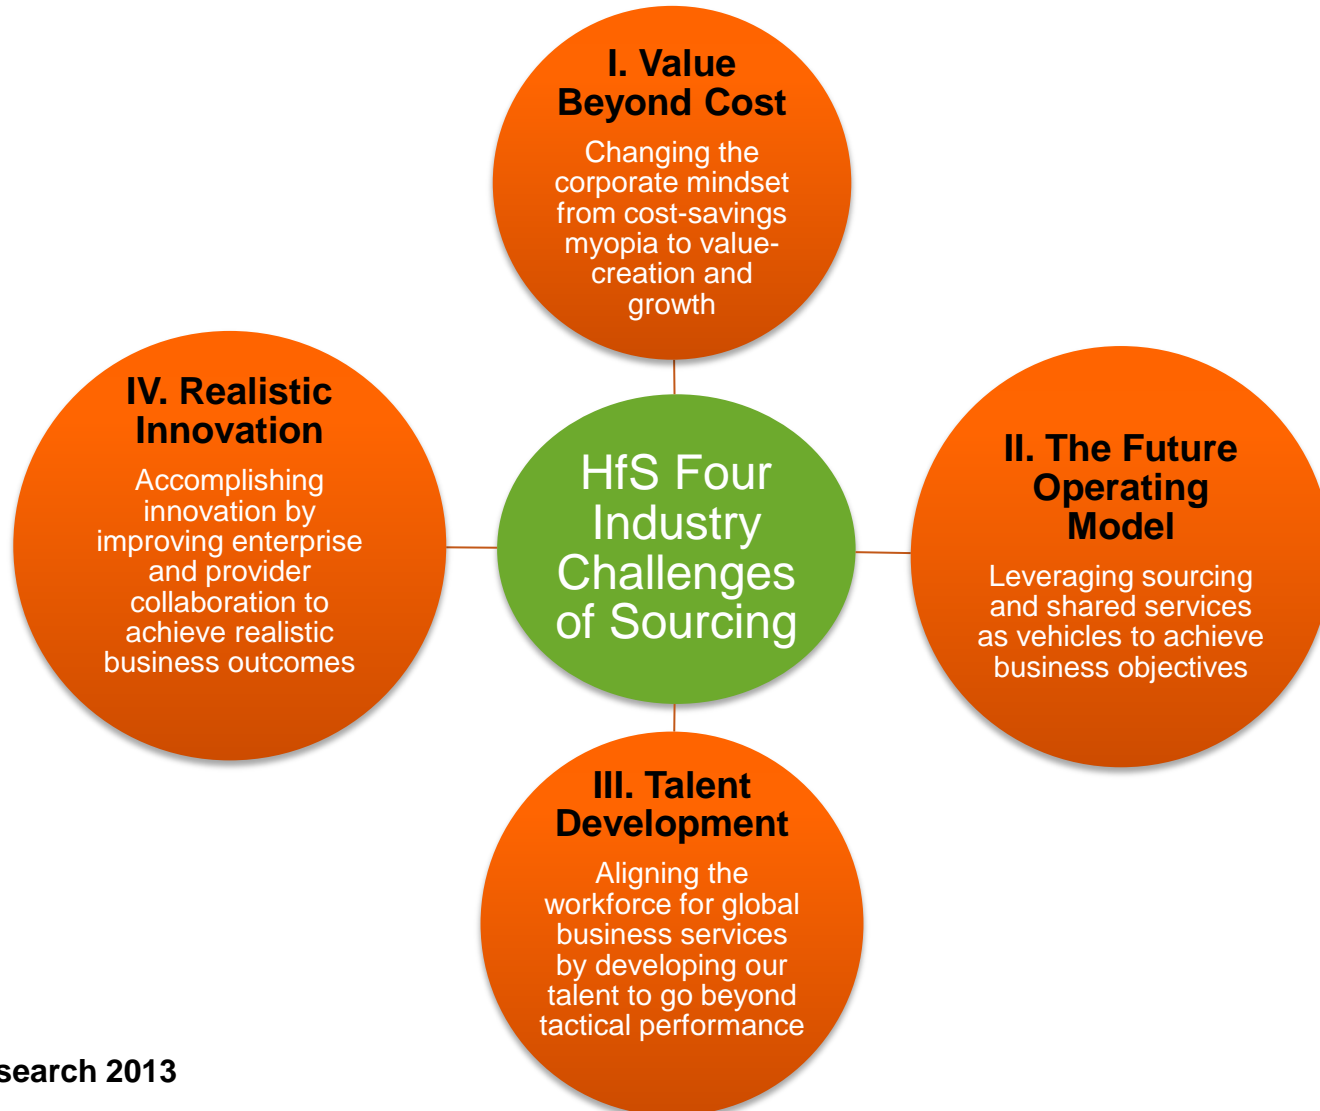 I. Value
Beyond Cost
Changing the
corporate mindset
from cost-savings
myopia to value-
creation and
growth
HfS Four
Industry
Challenges
of Sourcing
II. The Future
Operating
Model
Leveraging sourcing
and shared services
as vehicles to achieve
business objectives
III. Talent
Development
Aligning the
workforce for global
business services
by developing our
talent to go beyond
tactical performance
IV. Realistic
Innovation
Accomplishing
innovation by
improving enterprise
and provider
collaboration to
achieve realistic
business outcomes
search 2013